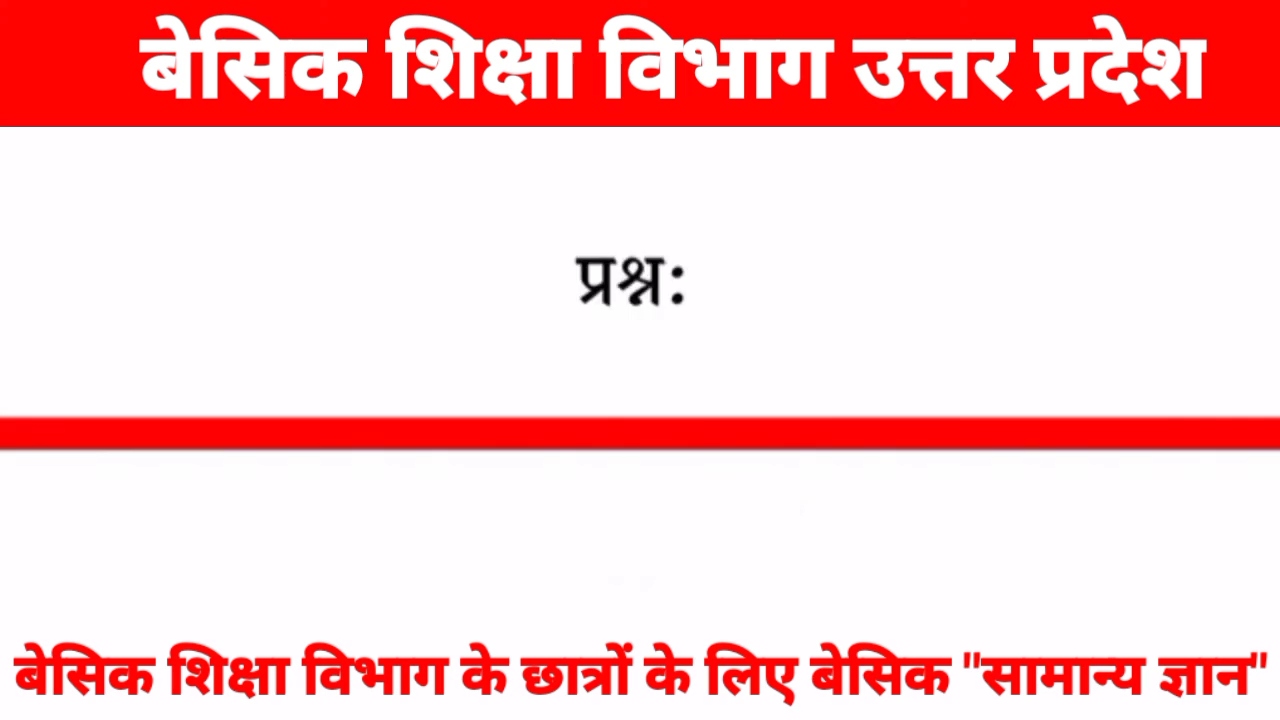 बेसिक शिक्षा विभाग उत्तर प्रदेश
प्रश्न:
बेसिक शिक्षा विभाग के छात्रों के लिए बेसिक "सामान्य ज्ञान"